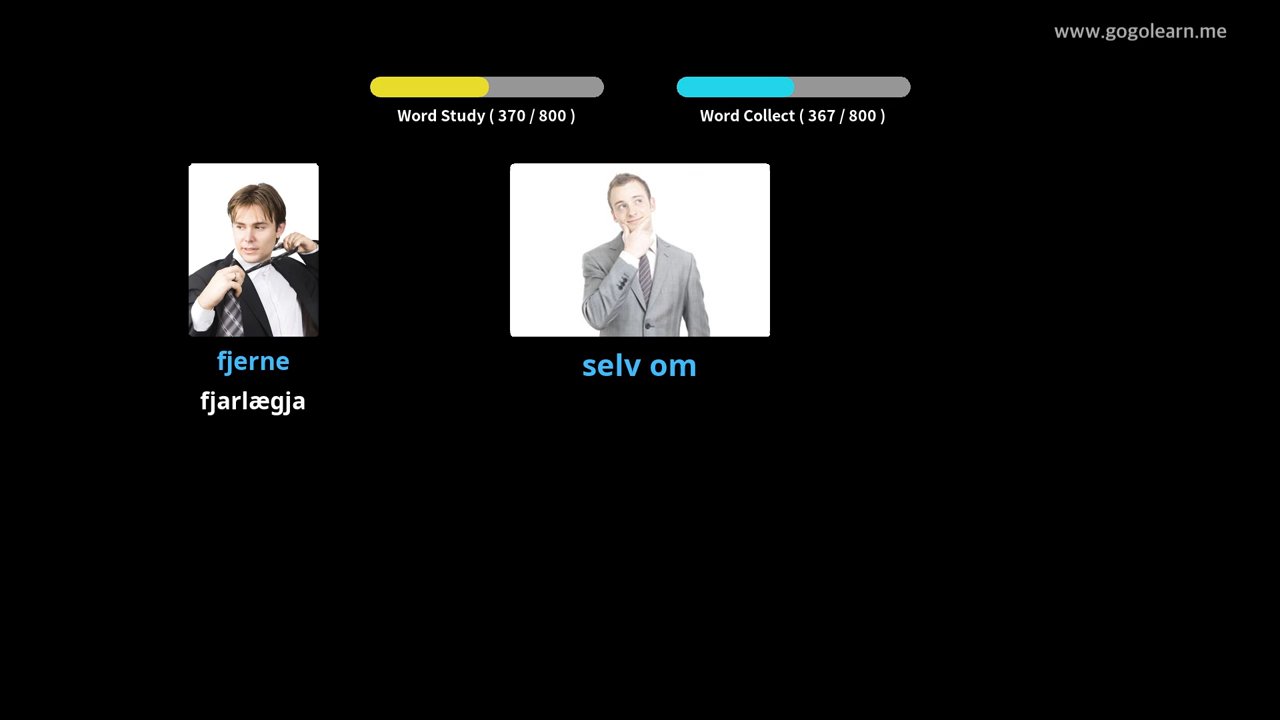 www.gogolearn.me
Word Study ( 370 / 800 )
Word Collect ( 367 / 800 )
fjerne
fjarlægja
selv om